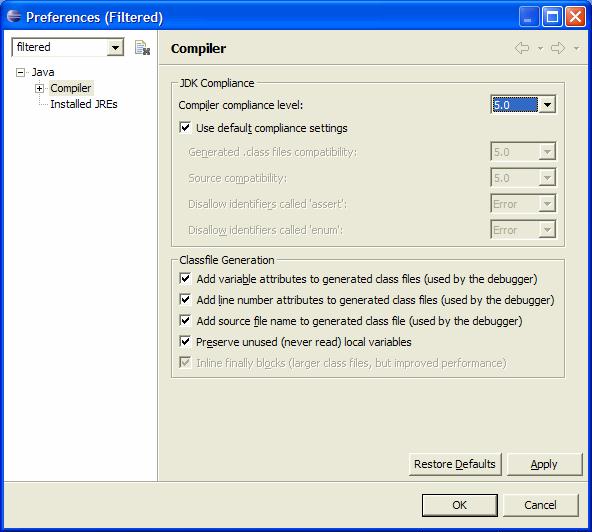 Preferences (Filtered)
filtered
Compiler
Java
Compiler
Installed JREs
JDK Compliance
Compiler compliance level:
5.0
Use default compliance settings
Generated .class files compatibility:
5.0
Source compatibility:
5.0
Disallow identifiers called 'assert':
Error
Disallow identifiers called 'enum':
Error
Classfile Generation
Add variable attributes to generated class files (used by the debugger)
Add line number attributes to generated class files (used by the debugger)
Add source file name to generated class file (used by the debugger)
Preserve unused (never read) local variables
Inline finally blocks (larger class files, but improved performance)
Restore Defaults
Apply
OK
Cancel